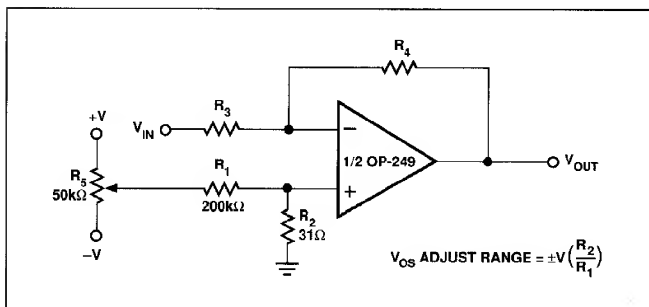 R4
+V
VIN
R3
−
1/2 OP-249
VOUT
R5
50kΩ
R1
200kΩ
+
R2
31Ω
−V
VOS ADJUST RANGE = ±V(R2/R1)